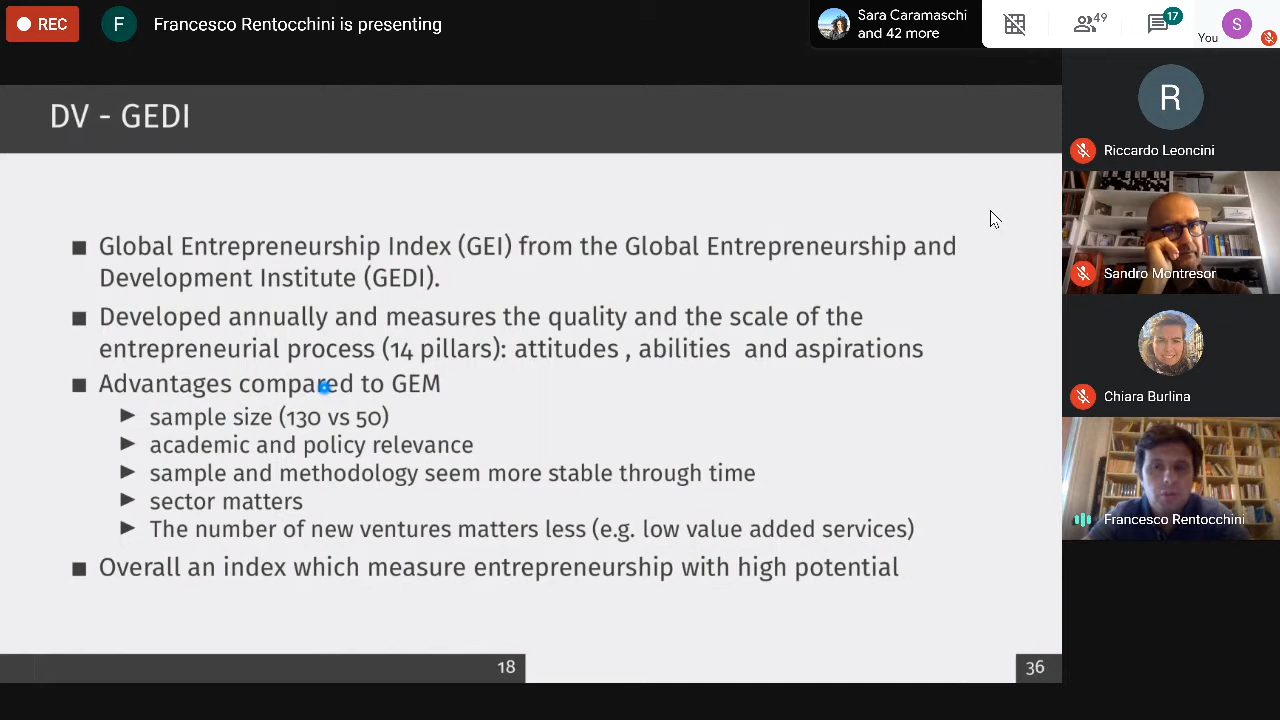 REC
F
Francesco Rentocchini is presenting
Sara Caramaschi
and 42 more
49
17
You
S
DV - GEDI
R
Riccardo Leoncini
Sandro Montresor
Chiara Burlina
Francesco Rentocchini
■ Global Entrepreneurship Index (GEI) from the Global Entrepreneurship and
Development Institute (GEDI).
■ Developed annually and measures the quality and the scale of the
entrepreneurial process (14 pillars): attitudes , abilities and aspirations
■ Advantages compared to GEM
▶ sample size (130 vs 50)
▶ academic and policy relevance
▶ sample and methodology seem more stable through time
▶ sector matters
▶ The number of new ventures matters less (e.g. low value added services)
■ Overall an index which measure entrepreneurship with high potential
18
36